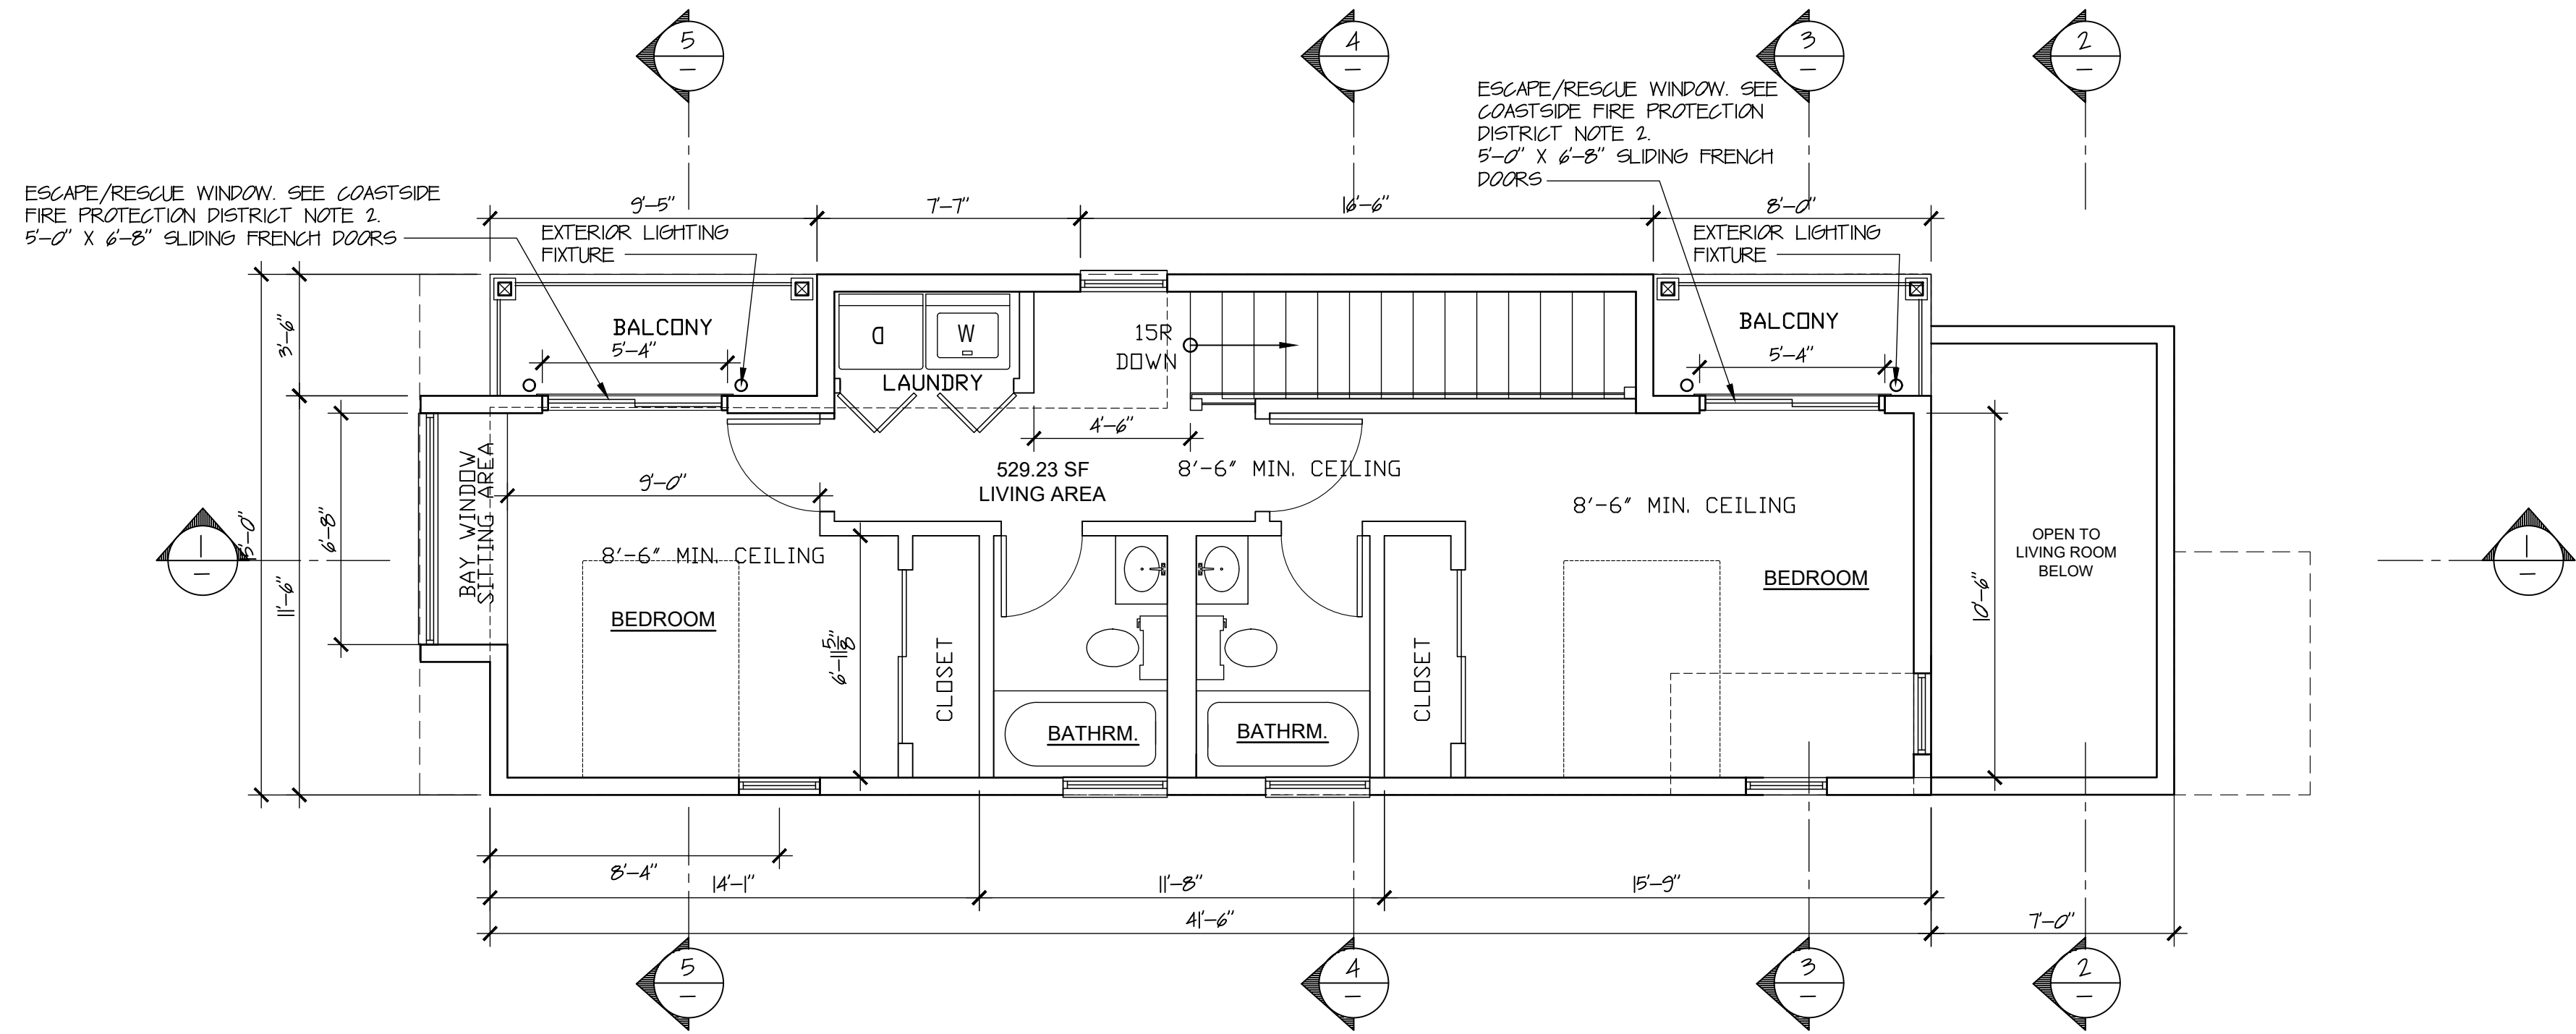 5
4
3
2
ESCAPE/RESCUE WINDOW. SEE
COASTSIDE FIRE PROTECTION
DISTRICT NOTE 2.
5'-0" X 6'-8" SLIDING FRENCH
DOORS
ESCAPE/RESCUE WINDOW. SEE COASTSIDE
FIRE PROTECTION DISTRICT NOTE 2.
5'-0" X 6'-8" SLIDING FRENCH DOORS
9'-5"
7'-7"
16'-6"
8'-0"
EXTERIOR LIGHTING
FIXTURE
EXTERIOR LIGHTING
FIXTURE
3'-6"
BALCONY
5'-4"
D
W
LAUNDRY
15R
DOWN
BALCONY
5'-4"
4'-6"
529.23 SF
LIVING AREA
8'-6" MIN. CEILING
9'-0"
8'-6" MIN. CEILING
BAY WINDOW
SITTING AREA
1
5'-0"
6'-8"
11'-6"
8'-6" MIN. CEILING
BEDROOM
6'-11 5/8"
CLOSET
BATHRM.
BATHRM.
CLOSET
BEDROOM
10'-6"
OPEN TO
LIVING ROOM
BELOW
1
8'-4"
14'-1"
11'-8"
15'-9"
41'-6"
7'-0"
5
4
3
2